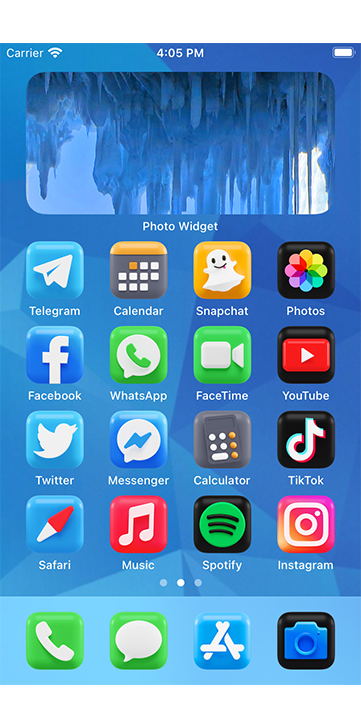 Carrier 4:05 PM
Photo Widget
Telegram Calendar Snapchat Photos
Facebook WhatsApp FaceTime YouTube
Twitter Messenger Calculator TikTok
Safari Music Spotify Instagram